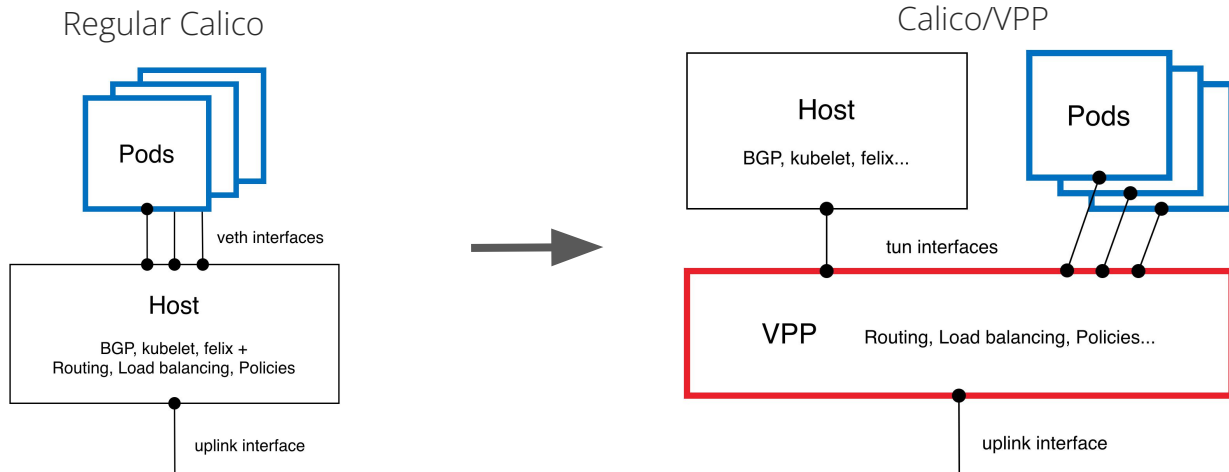 Regular Calico
Pods
veth interfaces
Host
BGP, kubelet, felix +
Routing, Load balancing, Policies
uplink interface
Calico/VPP
Host
BGP, kubelet, felix...
Pods
tun interfaces
VPP
Routing, Load balancing, Policies...
uplink interface